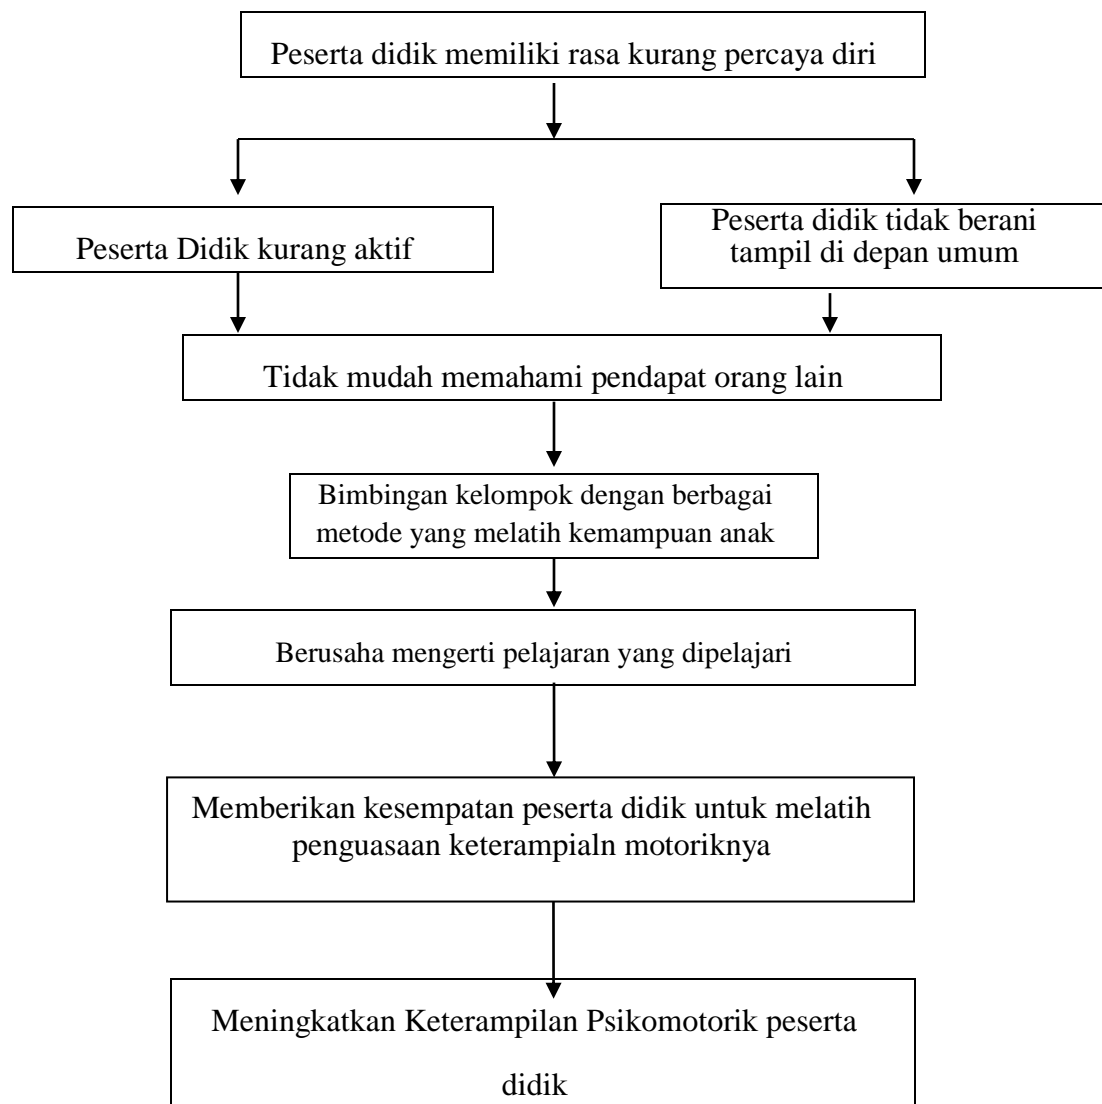 Peserta didik memiliki rasa kurang percaya diri
Peserta Didik kurang aktif
Peserta didik tidak berani
tampil di depan umum
Tidak mudah memahami pendapat orang lain
Bimbingan kelompok dengan berbagai
metode yang melatih kemampuan anak
Berusaha mengerti pelajaran yang dipelajari
Memberikan kesempatan peserta didik untuk melatih
penguasaan keterampialn motoriknya
Meningkatkan Keterampilan Psikomotorik peserta
didik